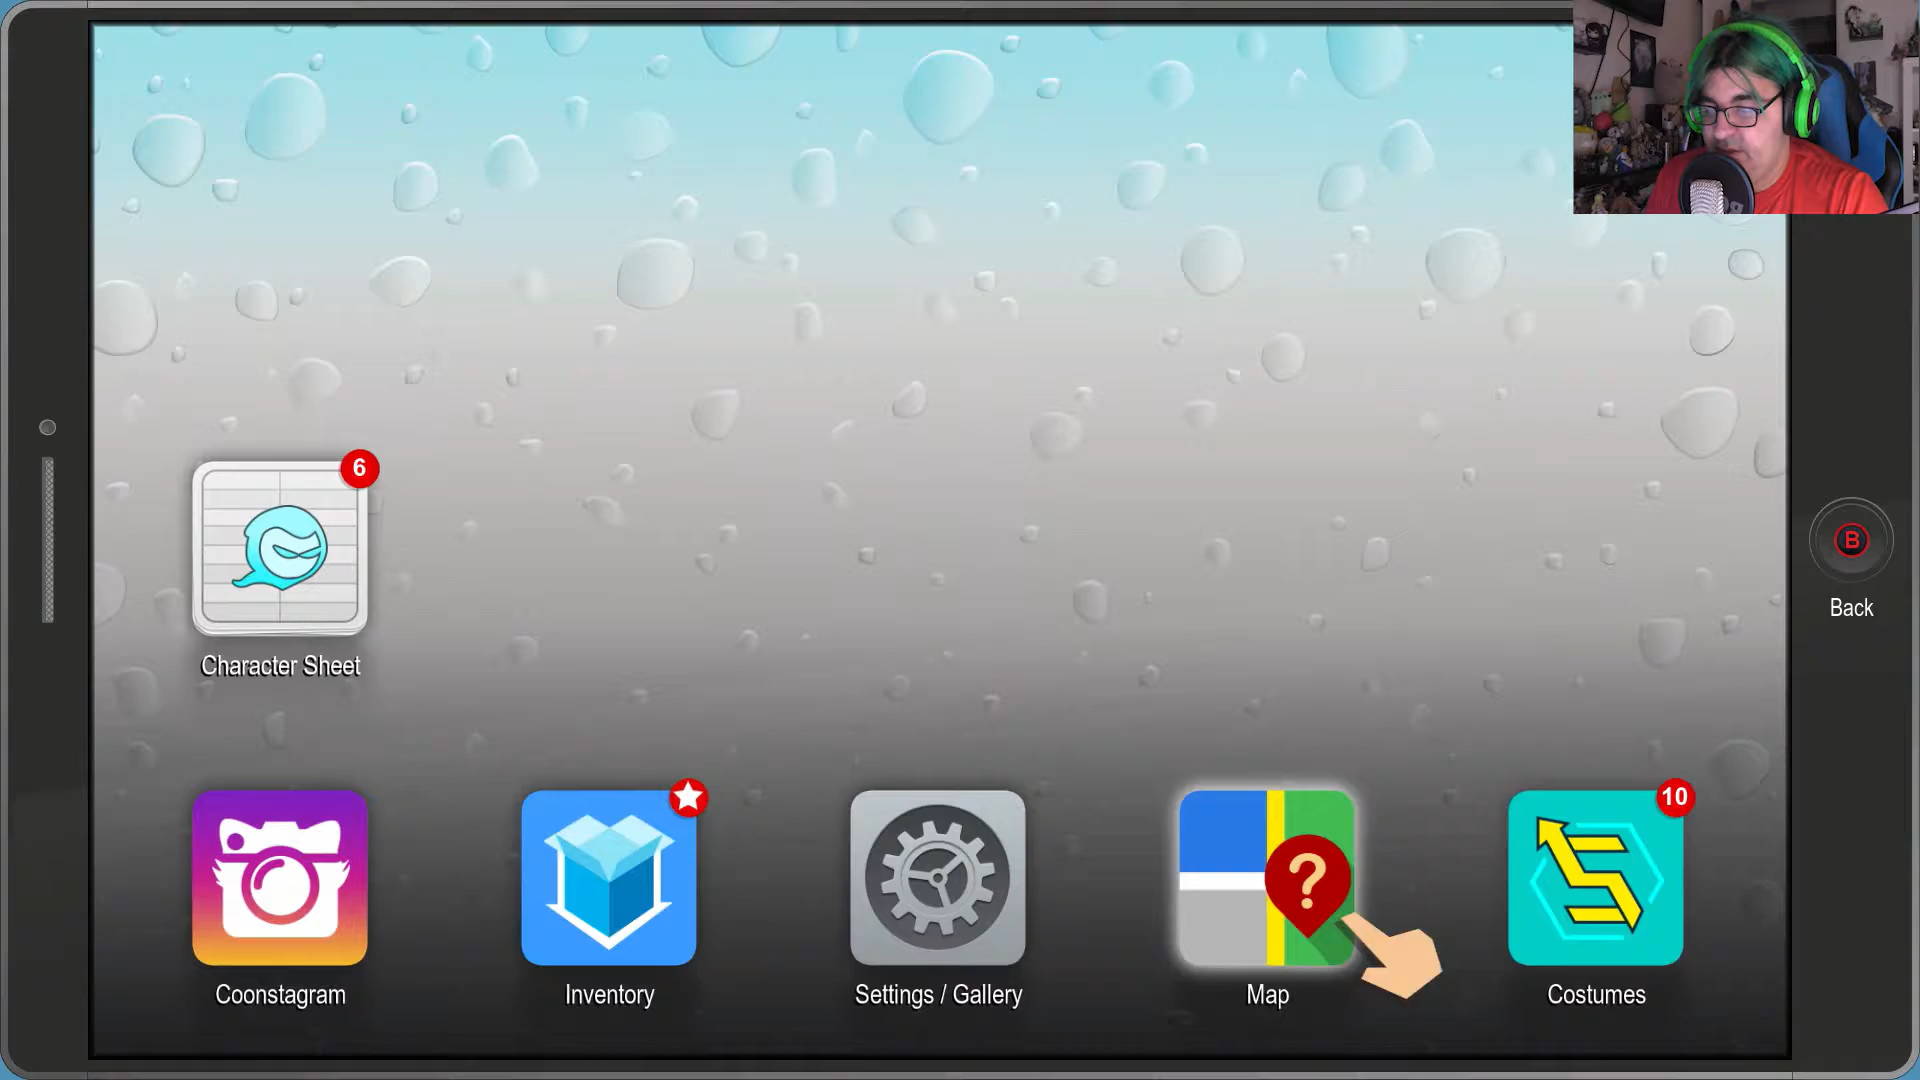 6
Character Sheet
B
Back
10
?
Coonstagram
Inventory
Settings / Gallery
Map
Costumes